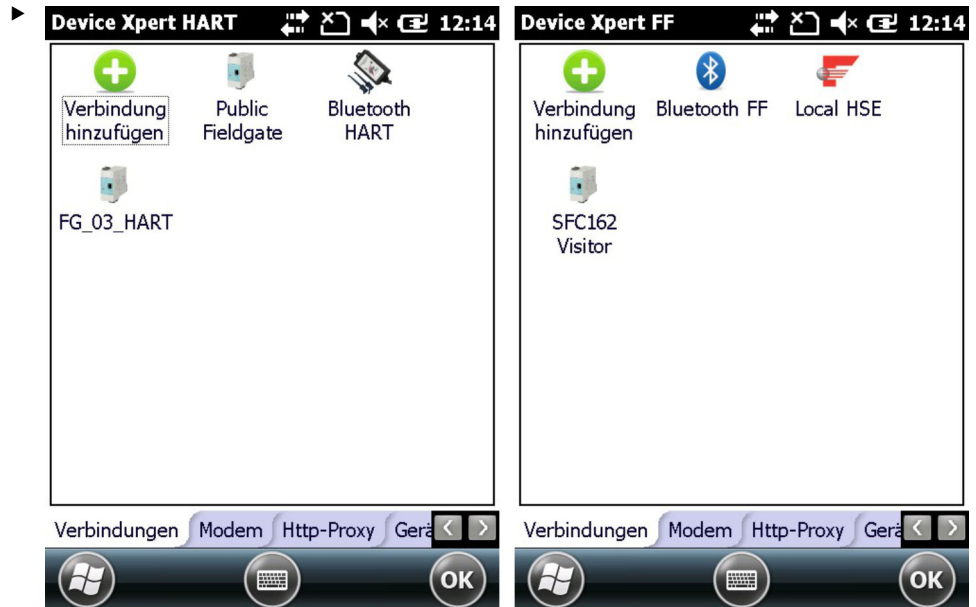 Device Xpert HART 12:14
Verbindung hinzufügen
Public Fieldgate
Bluetooth HART
FG_03_HART
Verbindungen Modem Http-Proxy Gerä
OK
Device Xpert FF 12:14
Verbindung hinzufügen
Bluetooth FF
Local HSE
SFC162 Visitor
Verbindungen Modem Http-Proxy Gerä
OK